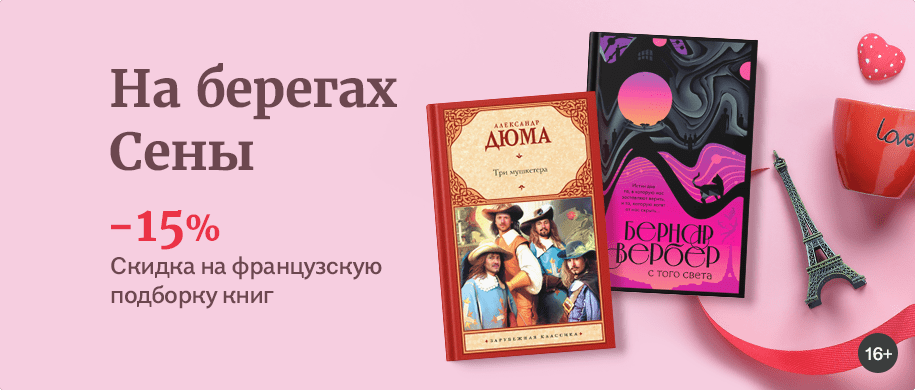 На берегах
Сены
-15%
Скидка на французскую
подборку книг
АЛЕКСАНДР
ДЮМА
Три мушкетера
ЗАРУБЕЖНАЯ КЛАССИКА
БЕРНАР
ВЕРБЕР
с того света
love
16+